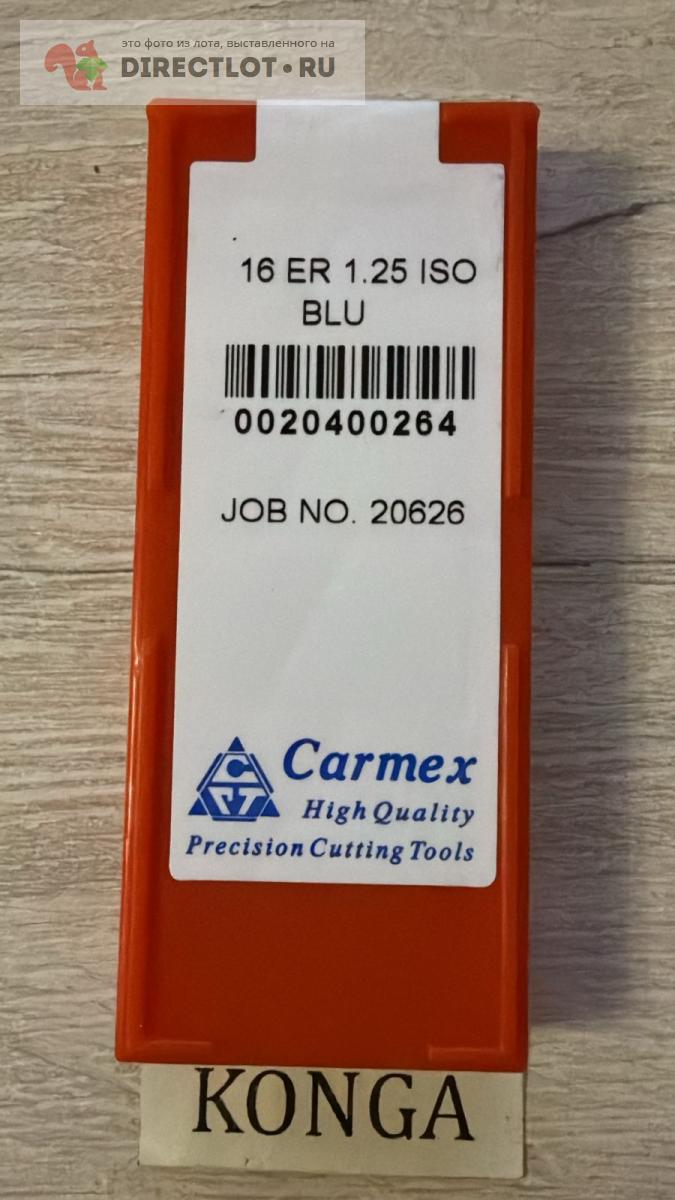 это фото из лота, выставленного на
DIRECTLOT•RU
16 ER 1.25 ISO
BLU
0020400264
JOB NO. 20626
CCT
Carmex
High Quality
Precision Cutting Tools
KONGA